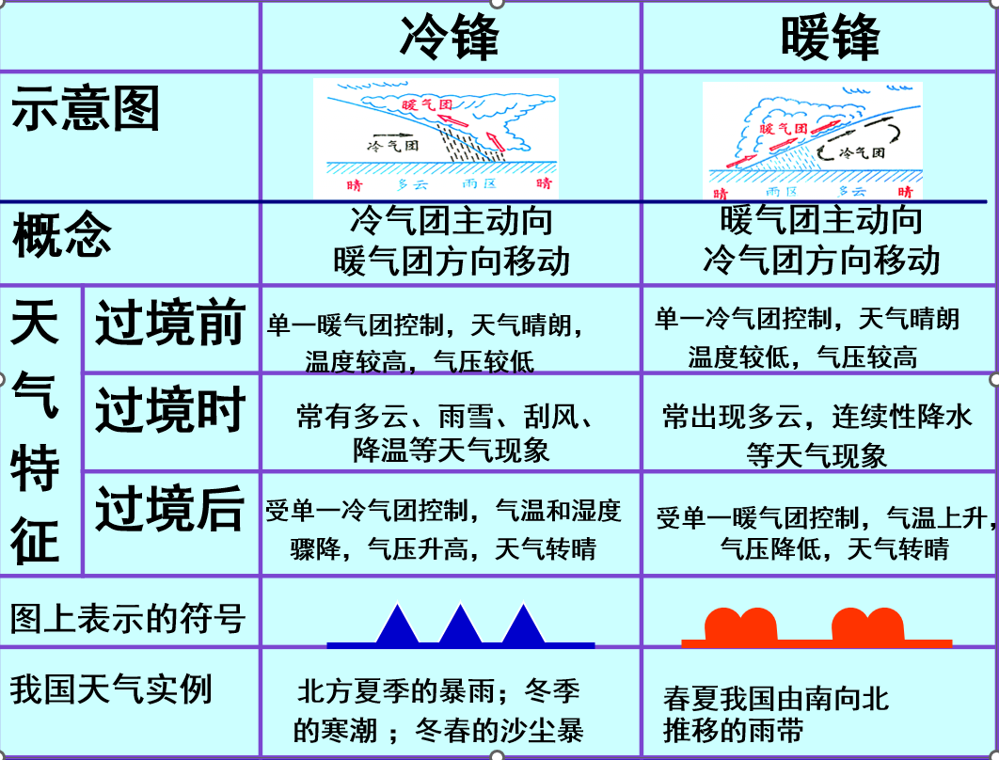 冷锋
暖锋
示意图
暖气团
冷气团
晴 多云 雨区 晴
暖气团
冷气团
晴 雨区 多云 晴
概念
冷气团主动向
暖气团方向移动
暖气团主动向
冷气团方向移动
天气特征
过境前
单一暖气团控制，天气晴朗，
温度较高，气压较低
单一冷气团控制，天气晴朗
温度较低，气压较高
过境时
常有多云、雨雪、刮风、
降温等天气现象
常出现多云，连续性降水
等天气现象
过境后
受单一冷气团控制，气温和湿度
骤降，气压升高，天气转晴
受单一暖气团控制，气温上升，
气压降低，天气转晴
图上表示的符号
我国天气实例
北方夏季的暴雨；冬季
的寒潮 ；冬春的沙尘暴
春夏我国由南向北
推移的雨带